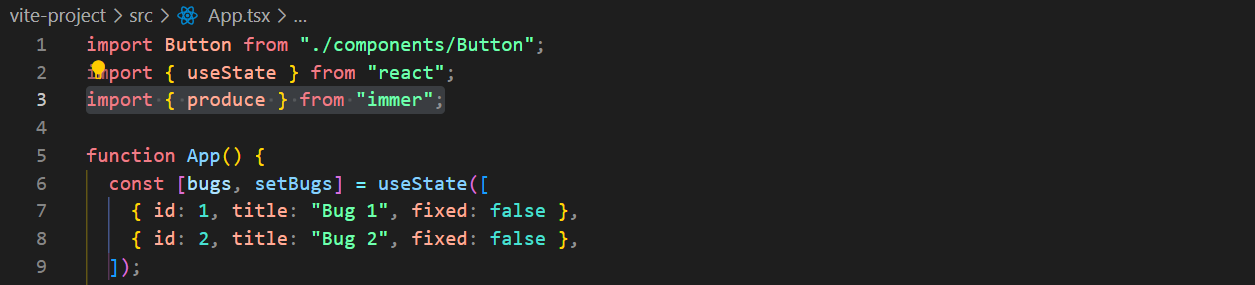 vite-project > src > App.tsx > ...
1 import Button from "./components/Button";
2 import { useState } from "react";
3 import { produce } from "immer";
4
5 function App() {
6 const [bugs, setBugs] = useState([
7 { id: 1, title: "Bug 1", fixed: false },
8 { id: 2, title: "Bug 2", fixed: false },
9 ]);